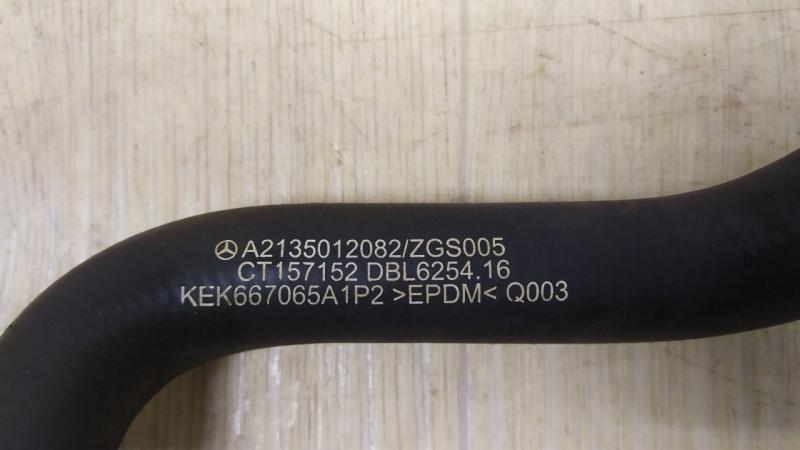 A2135012082/ZGS005
CT157152 DBL6254.16
KEK667065A1P2 >EPDM< Q003